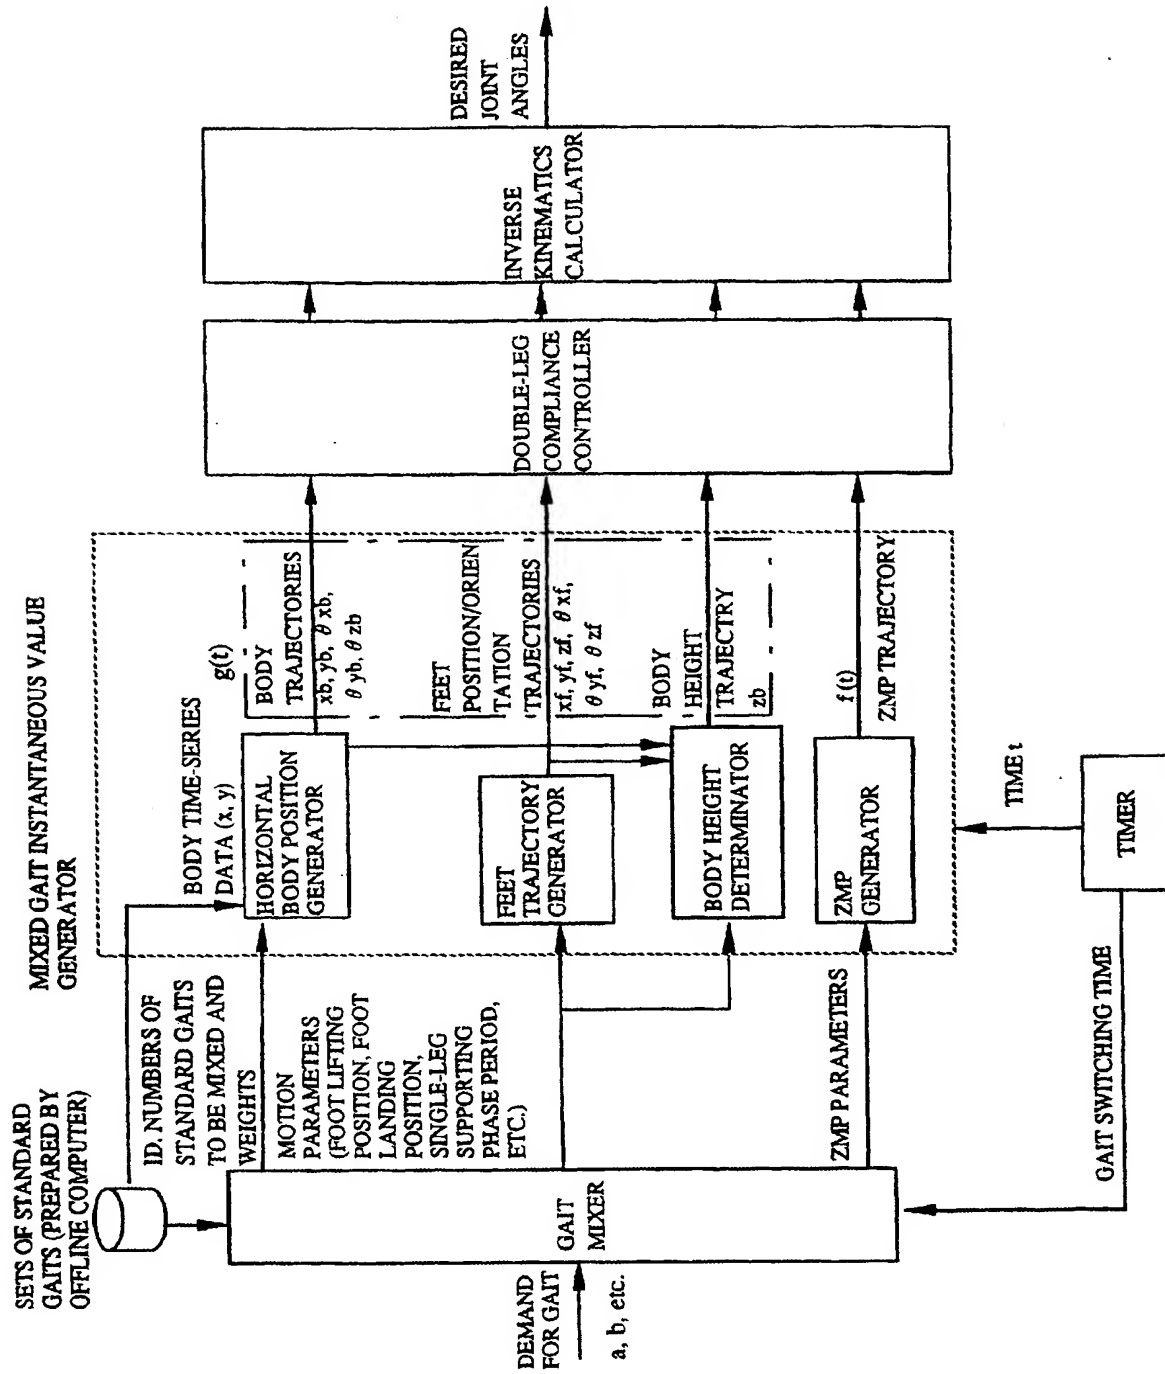 SETS OF STANDARD
GAITS (PREPARED BY
OFFLINE COMPUTER)
MIXED GAIT INSTANTANEOUS VALUE
GENERATOR
DEMAND
FOR GAIT
a, b, etc.
GAIT
MIXER
ID. NUMBERS OF
STANDARD GAITS
TO BE MIXED AND
WEIGHTS
MOTION
PARAMETERS
(FOOT LIFTING
POSITION, FOOT
LANDING
POSITION,
SINGLE-LEG
SUPPORTING
PHASE PERIOD,
ETC.)
ZMP PARAMETERS
GAIT SWITCHING TIME
BODY TIME-SERIES
DATA (x, y)
HORIZONTAL
BODY POSITION
GENERATOR
FEET
TRAJECTORY
GENERATOR
BODY HEIGHT
DETERMINATOR
ZMP
GENERATOR
TIME t
TIMER
g(t)
BODY
TRAJECTORIES
xb, yb, θ xb,
θ yb, θ zb
FEET
POSITION/ORIEN
TATION
TRAJECTORIES
xf, yf, zf, θ xf,
θ yf, θ zf
BODY
HEIGHT
TRAJECTRY
zb
f (t)
ZMP TRAJECTORY
DOUBLE-LEG
COMPLIANCE
CONTROLLER
INVERSE
KINEMATICS
CALCULATOR
DESIRED
JOINT
ANGLES